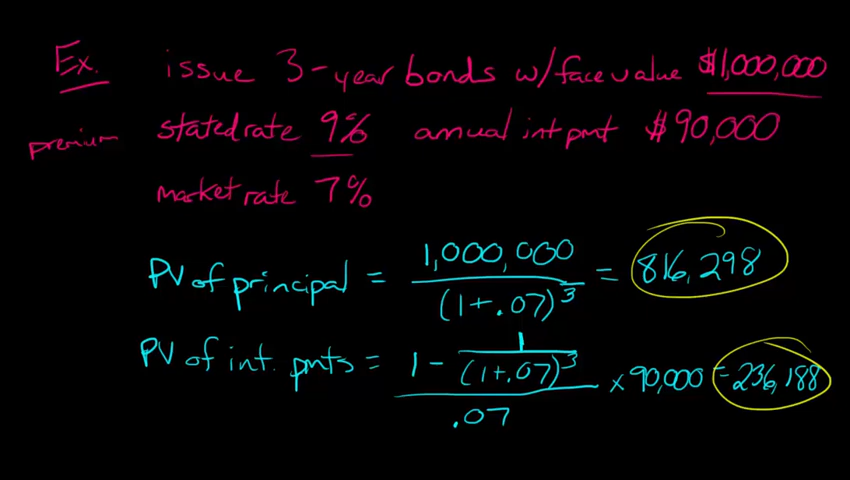 Ex. issue 3-year bonds w/face value $1,000,000
premium stated rate 9% annual int pmt $90,000
market rate 7%
PV of principal = 1,000,000 / (1+.07)^3 = 816,298
PV of int. pmts = 1 - 1 / (1+.07)^3 / .07 x 90,000 = 236,188